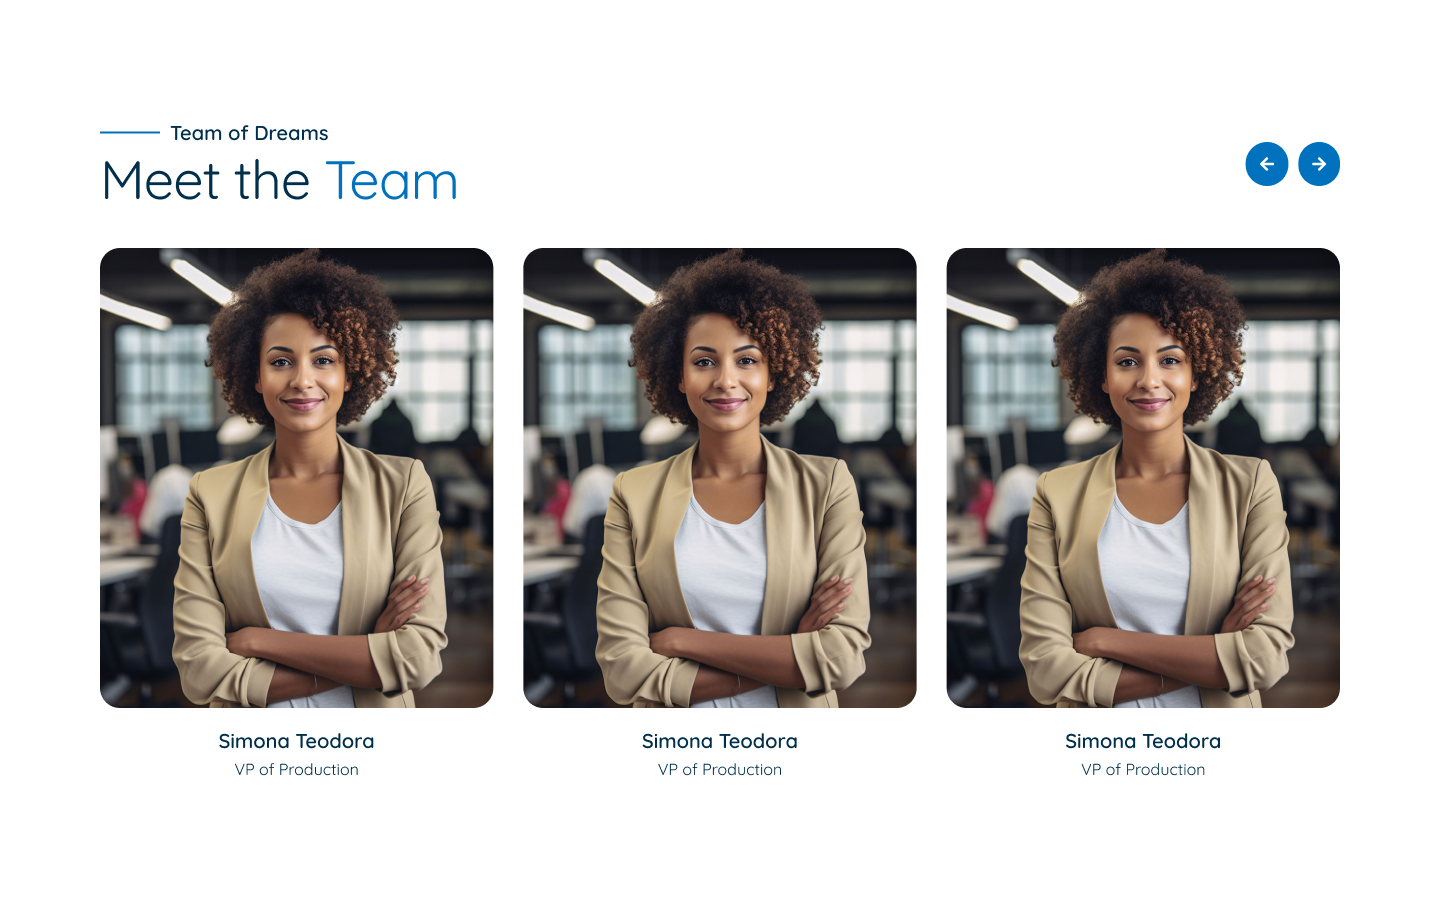 Team of Dreams
Meet the Team
Simona Teodora
VP of Production
Simona Teodora
VP of Production
Simona Teodora
VP of Production